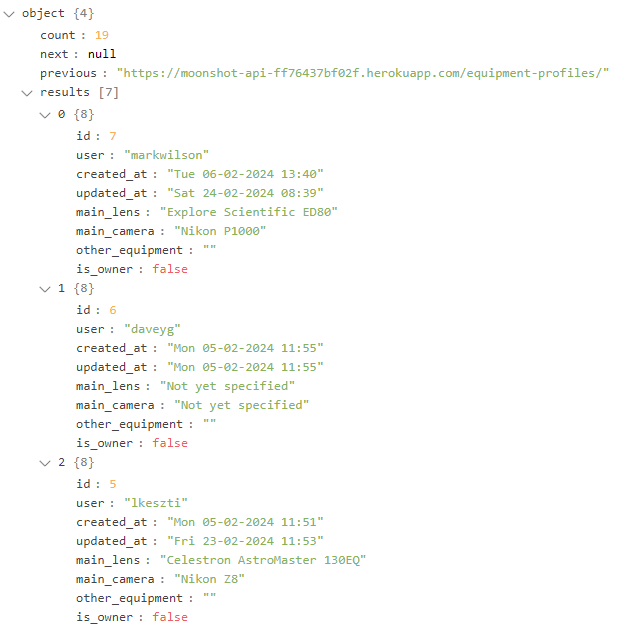 object {4}
count : 19
next : null
previous : "https://moonshot-api-ff76437bf02f.herokuapp.com/equipment-profiles/"
results [7]
0 {8}
id : 7
user : "markwilson"
created_at : "Tue 06-02-2024 13:40"
updated_at : "Sat 24-02-2024 08:39"
main_lens : "Explore Scientific ED80"
main_camera : "Nikon P1000"
other_equipment : ""
is_owner : false
1 {8}
id : 6
user : "daveyg"
created_at : "Mon 05-02-2024 11:55"
updated_at : "Mon 05-02-2024 11:55"
main_lens : "Not yet specified"
main_camera : "Not yet specified"
other_equipment : ""
is_owner : false
2 {8}
id : 5
user : "lkeszti"
created_at : "Mon 05-02-2024 11:51"
updated_at : "Fri 23-02-2024 11:53"
main_lens : "Celestron AstroMaster 130EQ"
main_camera : "Nikon Z8"
other_equipment : ""
is_owner : false